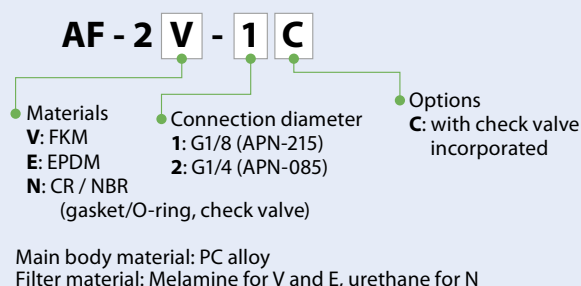 AF - 2 V - 1 C
Materials
V: FKM
E: EPDM
N: CR / NBR
(gasket/O-ring, check valve)
Connection diameter
1: G1/8 (APN-215)
2: G1/4 (APN-085)
Options
C: with check valve
incorporated
Main body material: PC alloy
Filter material: Melamine for V and E, urethane for N